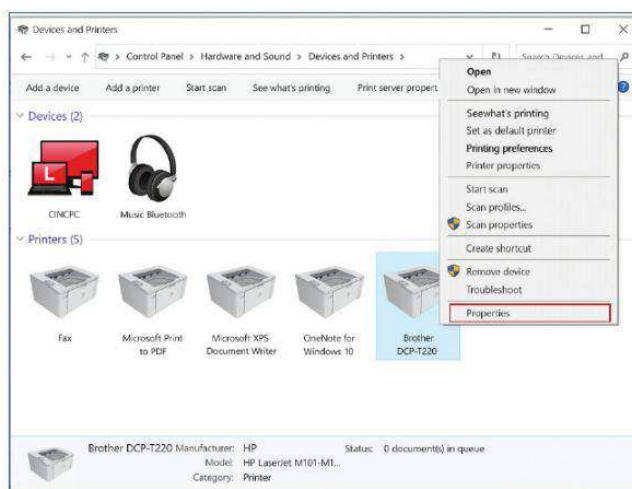 Devices and Printers
Control Panel > Hardware and Sound > Devices and Printers >
Search Devices and
Add a device Add a printer Start scan See what's printing Print server propert
Devices (2)
L
CINCPC Music Bluetooth
Printers (5)
Fax Microsoft Print to PDF Microsoft XPS Document Writer OneNote for Windows 10 Brother DCP-T220
Open
Open in new window
Seewhat's printing
Set as default printer
Printing preferences
Printer properties
Start scan
Scan profiles...
Scan properties
Create shortcut
Remove device
Troubleshoot
Properties
Brother DCP-T220 Manufacturer: HP Status: 0 document(s) in queue
Model: HP LaserJet M101-M1...
Category: Printer